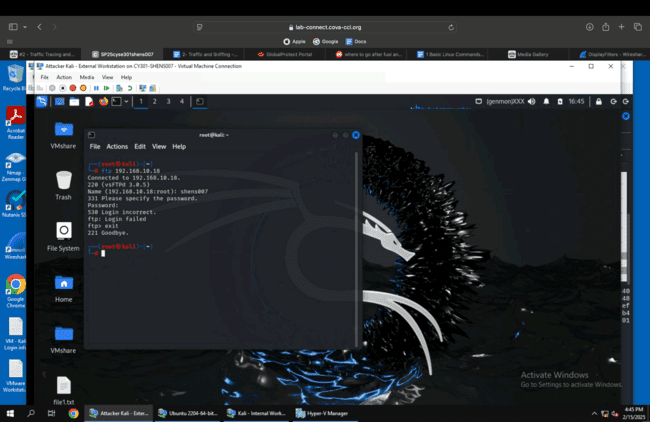 lab-connect.cova-cci.org
Apple Google Docs
#2 - Traffic Tracing and... SP25cyse301shens007 2- Traffic and Sniffing -... GlobalProtect Portal where to go after fuel an... 1 Basic Linux Commands... Media Gallery DisplayFilters - Wireshar...
Attacker Kali - External Workstation on CY301-SHENS007 - Virtual Machine Connection
File Action Media View Help
1 2 3 4
(genmon)XXX 16:45
Recycle Bi
Acrobat
Reader
Nmap -
Zenmap
Nutanix
Wireshark
Google
Chrome
VM - Kali
Login inf
VMware
Workstat
VMshare
Trash
File System
Home
VMshare
file1.txt
root@kali: ~
File Actions Edit View Help
(root㉿kali)-[~]
# ftp 192.168.10.18
Connected to 192.168.10.18.
220 (vsFTPd 3.0.5)
Name (192.168.10.18:root): shens007
331 Please specify the password.
Password:
530 Login incorrect.
ftp: Login failed
ftp> exit
221 Goodbye.
(root㉿kali)-[~]
#
40
48
ef
b4
01
Activate Windows
Go to Settings to activate Windows.
Attacker Kali - Exter... Ubuntu 2204-64-bit... Kali - Internal Work... Hyper-V Manager
4:45 PM
2/15/2025